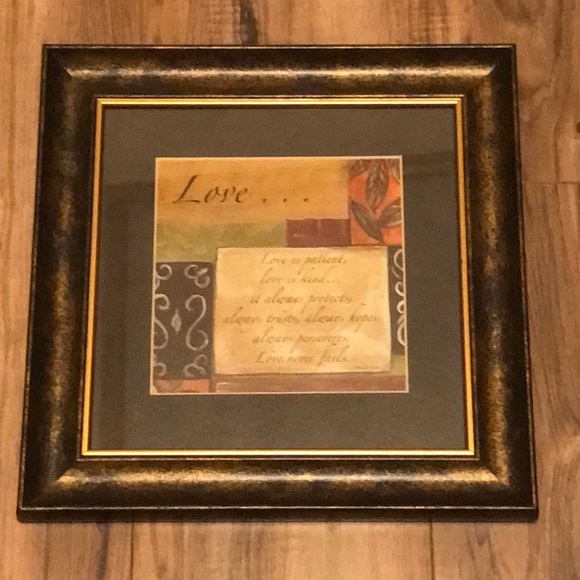 Love . . .
Love is patient,
love is kind...
it always protects,
always trusts, always hopes,
always perseveres.
Love never fails.